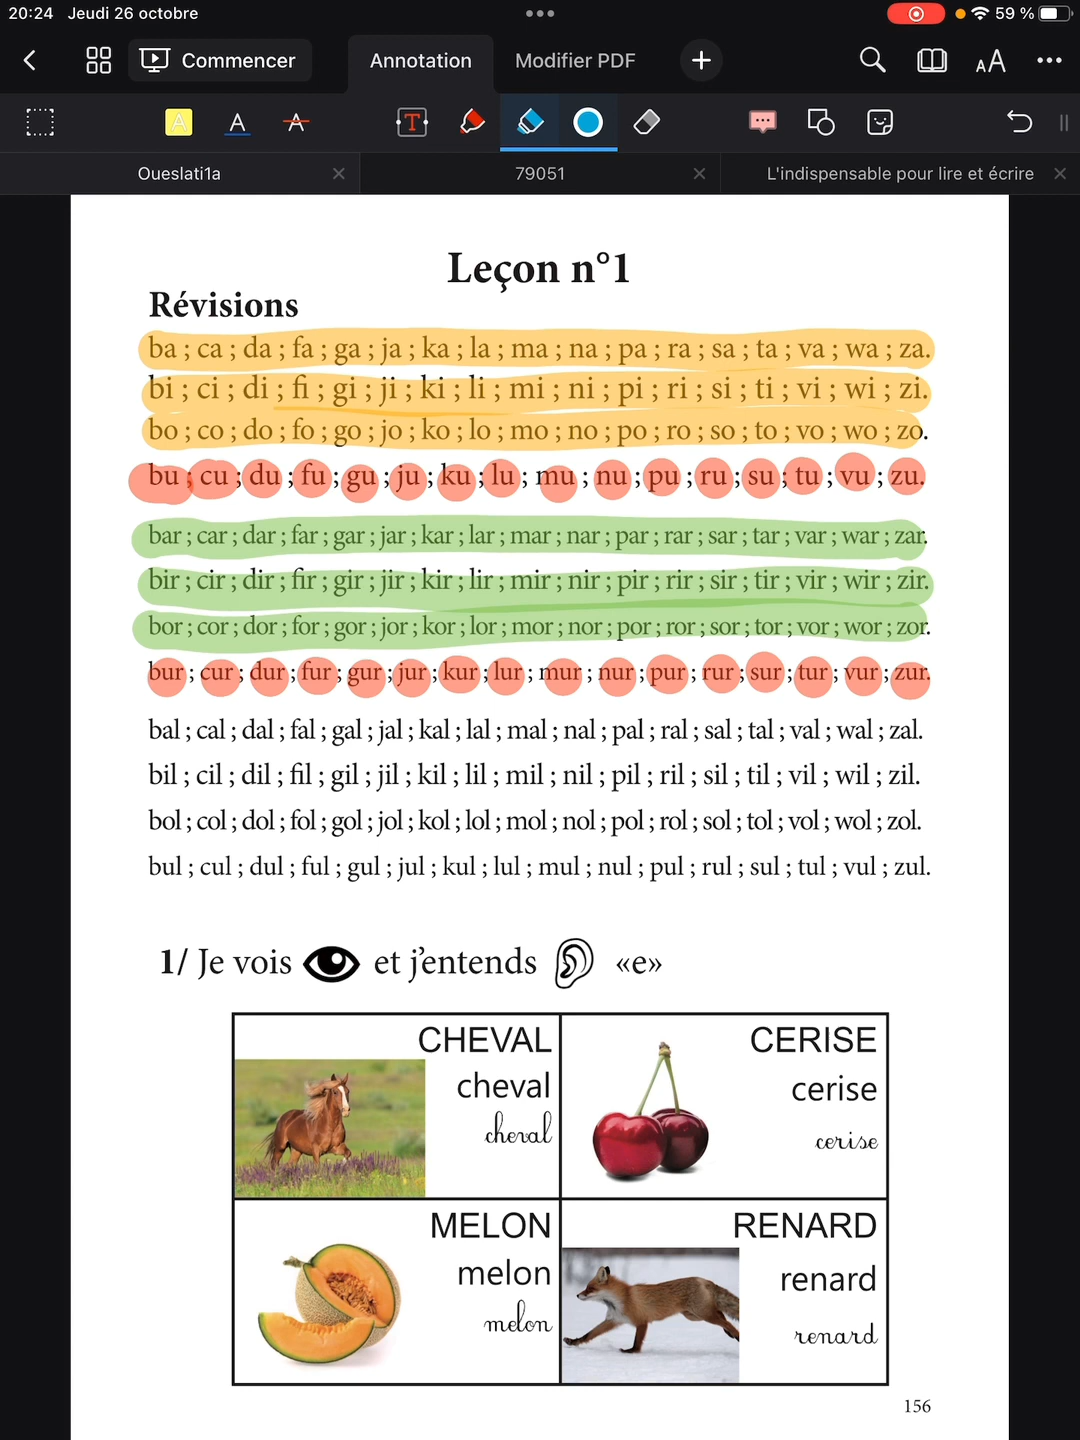 20:24 Jeudi 26 octobre 59 %
Commencer Annotation Modifier PDF AA
A A A T
Oueslati1a 79051 L'indispensable pour lire et écrire
Leçon n°1
Révisions
ba ; ca ; da ; fa ; ga ; ja ; ka ; la ; ma ; na ; pa ; ra ; sa ; ta ; va ; wa ; za.
bi ; ci ; di ; fi ; gi ; ji ; ki ; li ; mi ; ni ; pi ; ri ; si ; ti ; vi ; wi ; zi.
bo ; co ; do ; fo ; go ; jo ; ko ; lo ; mo ; no ; po ; ro ; so ; to ; vo ; wo ; zo.
bu ; cu ; du ; fu ; gu ; ju ; ku ; lu ; mu ; nu ; pu ; ru ; su ; tu ; vu ; zu.
bar ; car ; dar ; far ; gar ; jar ; kar ; lar ; mar ; nar ; par ; rar ; sar ; tar ; var ; war ; zar.
bir ; cir ; dir ; fir ; gir ; jir ; kir ; lir ; mir ; nir ; pir ; rir ; sir ; tir ; vir ; wir ; zir.
bor ; cor ; dor ; for ; gor ; jor ; kor ; lor ; mor ; nor ; por ; ror ; sor ; tor ; vor ; wor ; zor.
bur ; cur ; dur ; fur ; gur ; jur ; kur ; lur ; mur ; nur ; pur ; rur ; sur ; tur ; vur ; zur.
bal ; cal ; dal ; fal ; gal ; jal ; kal ; lal ; mal ; nal ; pal ; ral ; sal ; tal ; val ; wal ; zal.
bil ; cil ; dil ; fil ; gil ; jil ; kil ; lil ; mil ; nil ; pil ; ril ; sil ; til ; vil ; wil ; zil.
bol ; col ; dol ; fol ; gol ; jol ; kol ; lol ; mol ; nol ; pol ; rol ; sol ; tol ; vol ; wol ; zol.
bul ; cul ; dul ; ful ; gul ; jul ; kul ; lul ; mul ; nul ; pul ; rul ; sul ; tul ; vul ; zul.
1/ Je vois et j'entends «e»
CHEVAL
cheval
cheval
CERISE
cerise
cerise
MELON
melon
melon
RENARD
renard
renard
156